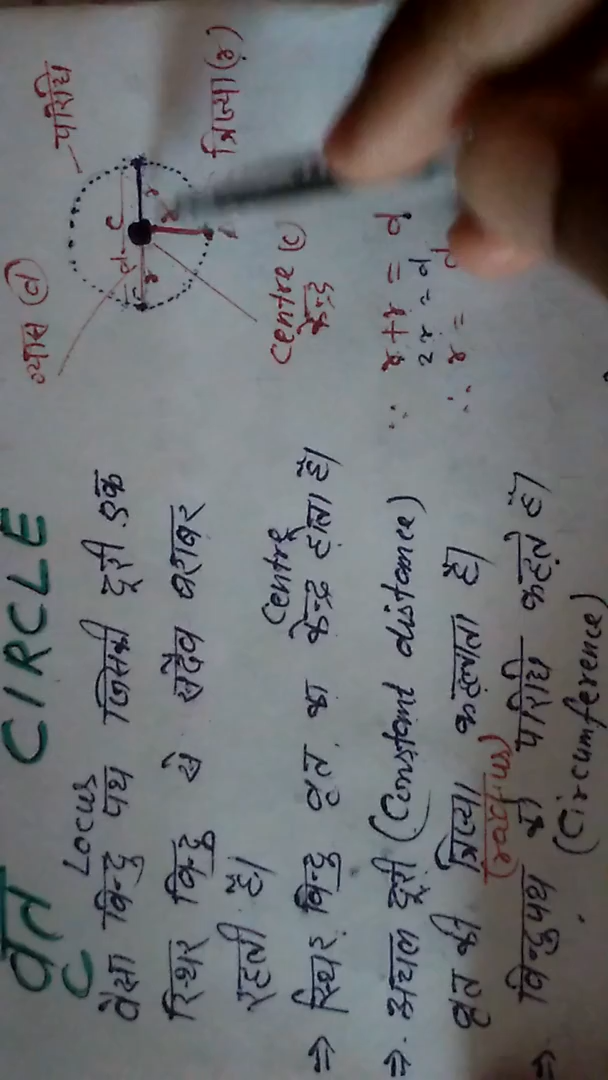 वृत CIRCLE
Locus
वैसा बिन्दु पथ जिसकी दूरी एक
स्थिर बिन्दु से सदैव बराबर
रहती है।
Centre
⇒ स्थिर बिन्दु वृत का केन्द्र होता है।
⇒ अचल दूरी (Constant distance)
वृत की त्रिज्या कहलाता है।
(radius)
⇒ बिन्दुपथ को परिधि कहते हैं।
(Circumference)
व्यास (d)
परिधि
त्रिज्या (r)
C
d
r
r
r
Centre (c)
केन्द्र
∵ r + r = d
2r = d
∴ r = d